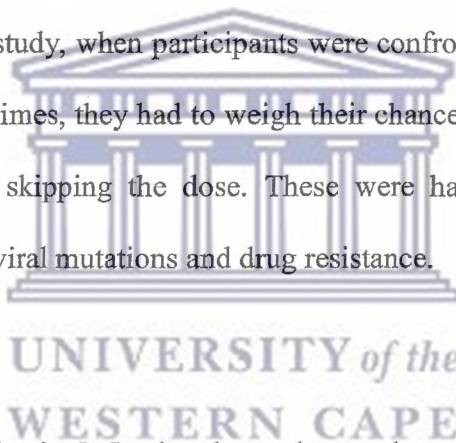 study, when participants were confro
imes, they had to weigh their chance
skipping the dose. These were ha
viral mutations and drug resistance.
UNIVERSITY of the
WESTERN CAPE